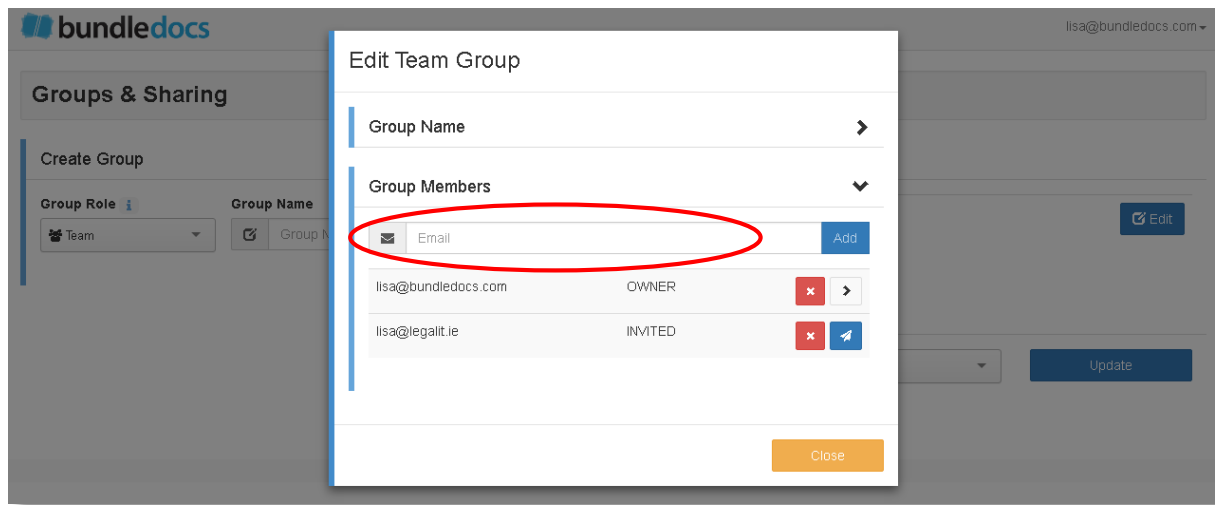 bundledocs
lisa@bundledocs.com
Edit Team Group
Groups & Sharing
Group Name
Create Group
Group Members
Group Role i
Group Name
Edit
Team
Group N
Email
Add
lisa@bundledocs.com OWNER
lisa@legalit.ie INVITED
Update
Close